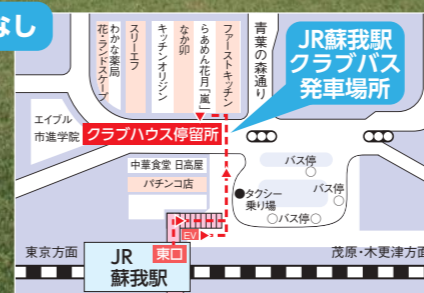 なし
わかな薬局
花・ランドスケープ
スリーエフ
キッチンオリジン
なか卯
らあめん花月「嵐」
ファーストキッチン
青葉の森通り
JR蘇我駅
クラブバス
発車場所
エイブル
市進学院
クラブハウス停留所
中華食堂 日高屋
パチンコ店
バス停
●タクシー
乗り場
バス停
バス停
EV
東口
東京方面
JR
蘇我駅
茂原・木更津方面